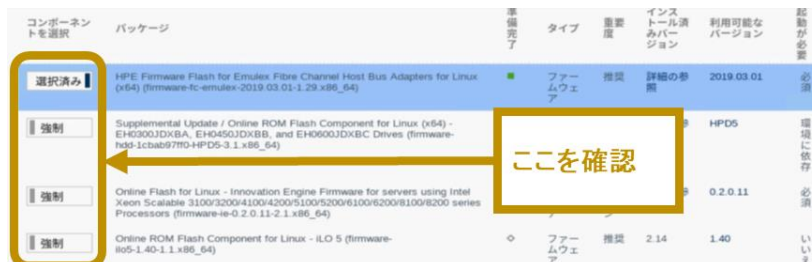 コンポーネン
トを選択
パッケージ
準
備
完
了
タイプ
重要
度
インス
トール済
みバー
ジョン
利用可能な
バージョン
起
動
が
必
要
選択済み
HPE Firmware Flash for Emulex Fibre Channel Host Bus Adapters for Linux
(x64) (firmware-fc-emulex-2019.03.01-1.29.x86_64)
ファー
ムウェ
ア
推奨
詳細の参
照
2019.03.01
必
須
強制
Supplemental Update / Online ROM Flash Component for Linux (x64) -
EH0300JDXBA, EH0450JDXBB, and EH0600JDXBC Drives (firmware-
hdd-1cbab97ff0-HPD5-3.1.x86_64)
HPD5
環
境
に
依
存
ここを確認
強制
Online Flash for Linux - Innovation Engine Firmware for servers using Intel
Xeon Scalable 3100/3200/4100/4200/5100/5200/6100/6200/8100/8200 series
Processors (firmware-ie-0.2.0.11-2.1.x86_64)
0.2.0.11
必
須
強制
Online ROM Flash Component for Linux - iLO 5 (firmware-
ilo5-1.40-1.1.x86_64)
ファー
ムウェ
ア
推奨
2.14
1.40
い
い
え